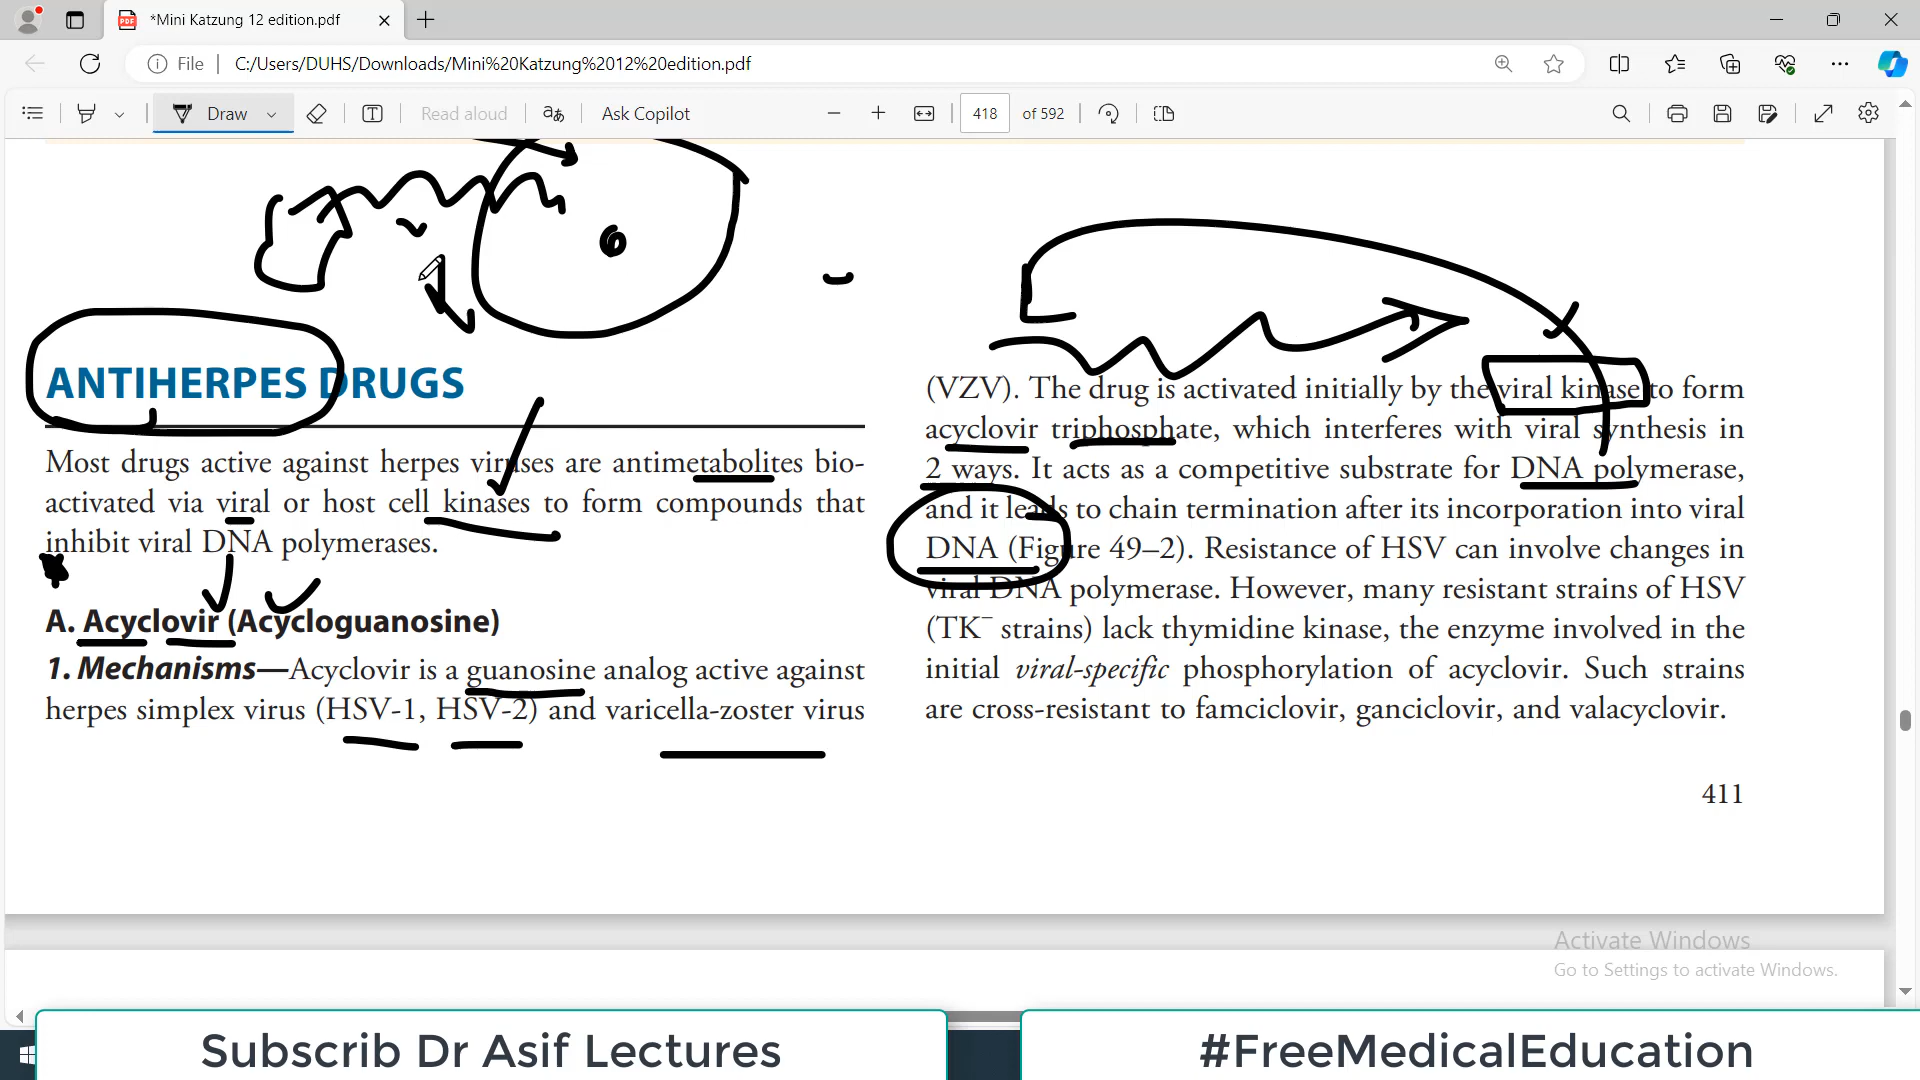 *Mini Katzung 12 edition.pdf
File
C:/Users/DUHS/Downloads/Mini%20Katzung%2012%20edition.pdf
Draw
Read aloud
Ask Copilot
418 of 592
ANTIHERPES DRUGS
Most drugs active against herpes viruses are antimetabolites bio-
activated via viral or host cell kinases to form compounds that
inhibit viral DNA polymerases.
A. Acyclovir (Acycloguanosine)
1. Mechanisms—Acyclovir is a guanosine analog active against
herpes simplex virus (HSV-1, HSV-2) and varicella-zoster virus
(VZV). The drug is activated initially by the viral kinase to form
acyclovir triphosphate, which interferes with viral synthesis in
2 ways. It acts as a competitive substrate for DNA polymerase,
and it leads to chain termination after its incorporation into viral
DNA (Figure 49–2). Resistance of HSV can involve changes in
viral DNA polymerase. However, many resistant strains of HSV
(TK⁻ strains) lack thymidine kinase, the enzyme involved in the
initial viral-specific phosphorylation of acyclovir. Such strains
are cross-resistant to famciclovir, ganciclovir, and valacyclovir.
411
Activate Windows
Go to Settings to activate Windows.
Subscrib Dr Asif Lectures
#FreeMedicalEducation